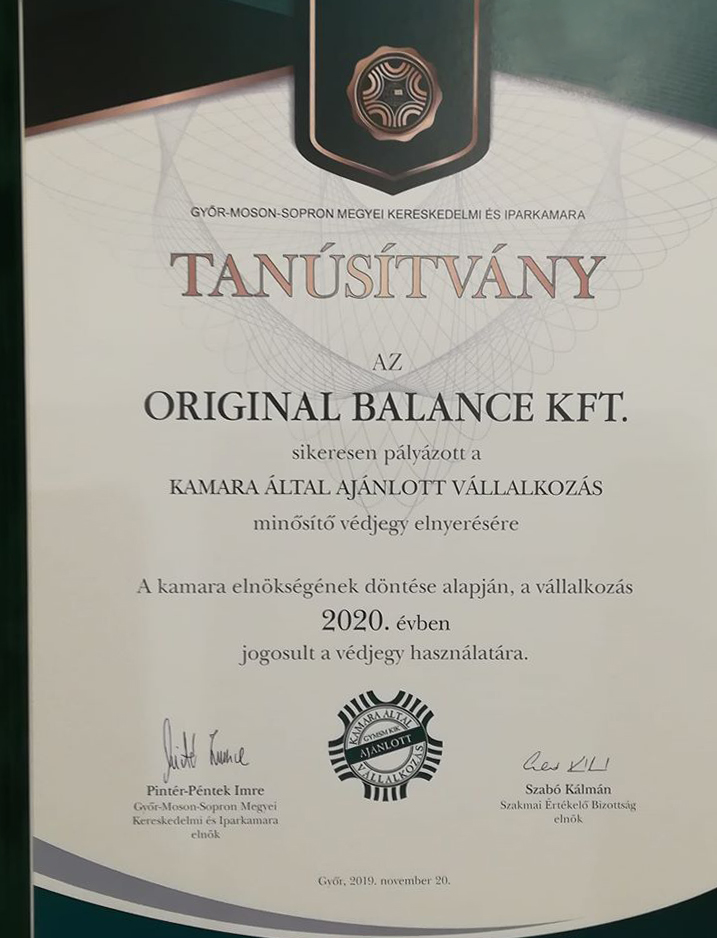 GYŐR-MOSON-SOPRON MEGYEI KERESKEDELMI ÉS IPARKAMARA
TANÚSÍTVÁNY
AZ
ORIGINAL BALANCE KFT.
sikeresen pályázott a
KAMARA ÁLTAL AJÁNLOTT VÁLLALKOZÁS
minősítő védjegy elnyerésére
A kamara elnökségének döntése alapján, a vállalkozás
2020. évben
jogosult a védjegy használatára.
KAMARA ÁLTAL
GYMSM KIK
AJÁNLOTT
VÁLLALKOZÁS
Pintér-Péntek Imre
Győr-Moson-Sopron Megyei
Kereskedelmi és Iparkamara
elnök
Szabó Kálmán
Szakmai Értékelő Bizottság
elnök
Győr, 2019. november 20.